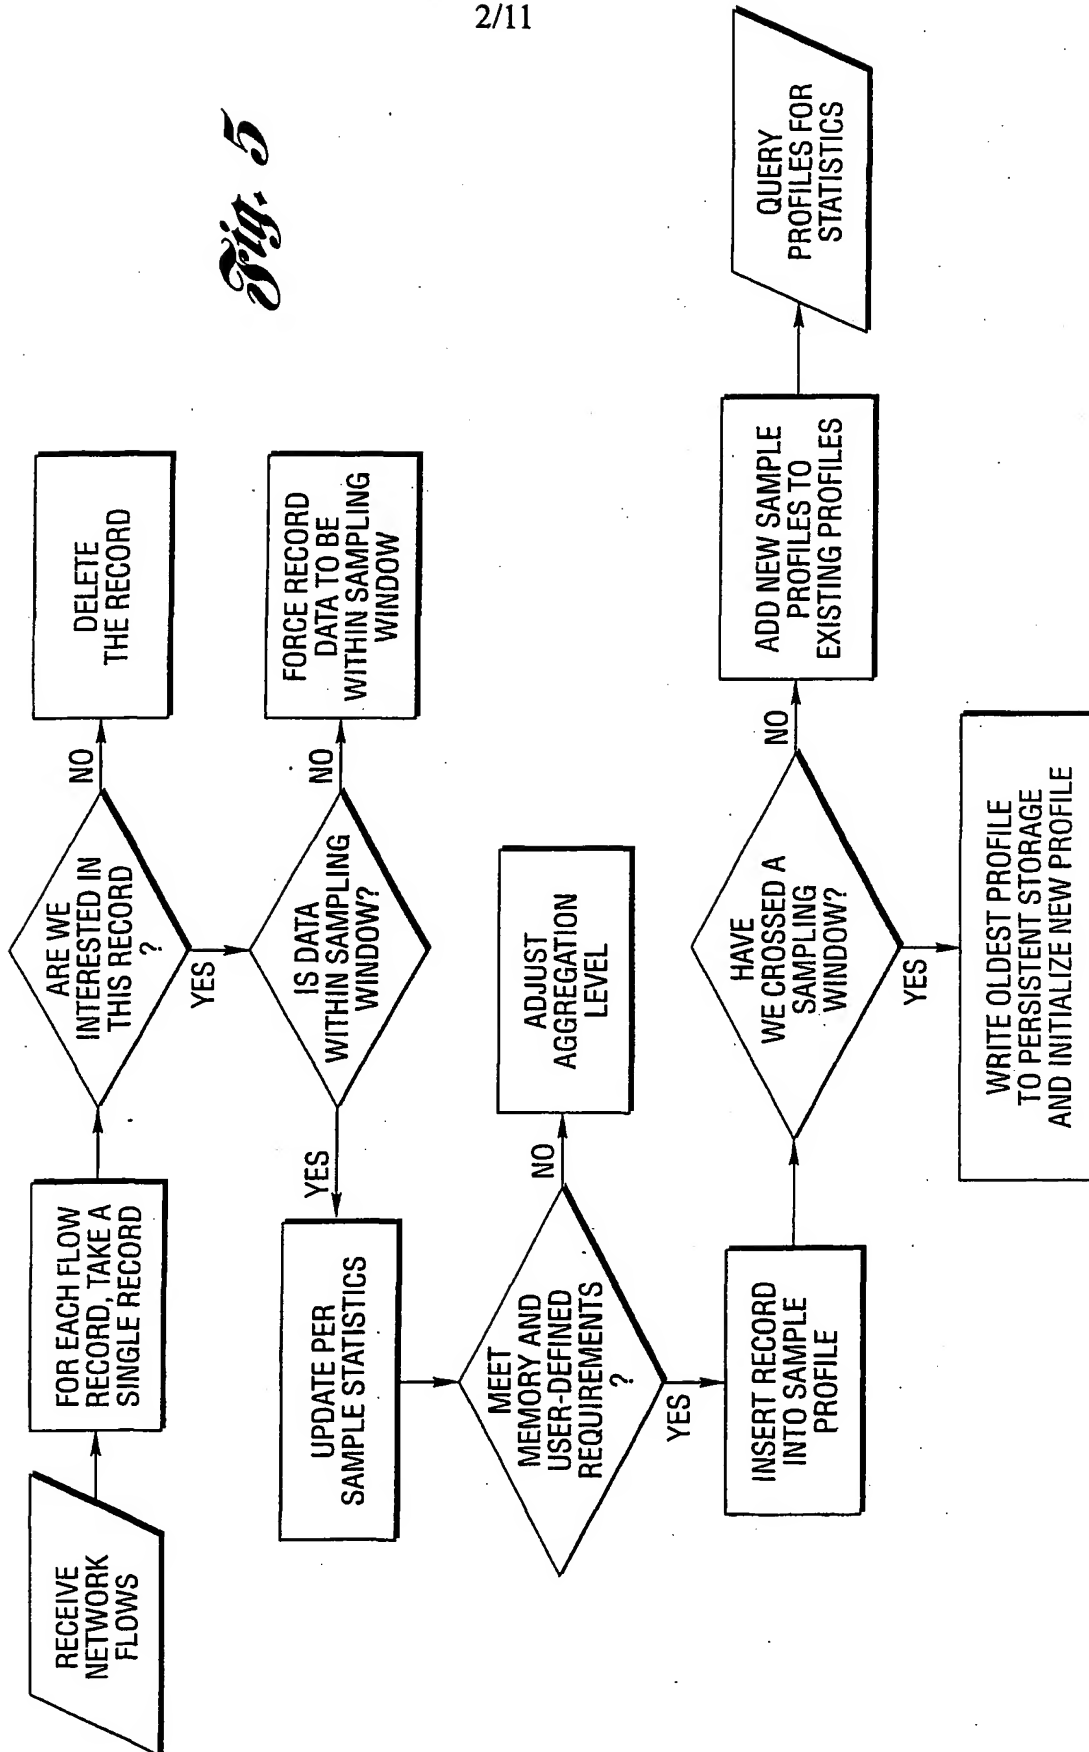 2/11
Fig. 5
RECEIVE
NETWORK
FLOWS
FOR EACH FLOW
RECORD, TAKE A
SINGLE RECORD
ARE WE
INTERESTED IN
THIS RECORD
?
NO
DELETE
THE RECORD
YES
IS DATA
WITHIN SAMPLING
WINDOW?
NO
FORCE RECORD
DATA TO BE
WITHIN SAMPLING
WINDOW
YES
UPDATE PER
SAMPLE STATISTICS
MEET
MEMORY AND
USER-DEFINED
REQUIREMENTS
?
NO
ADJUST
AGGREGATION
LEVEL
YES
INSERT RECORD
INTO SAMPLE
PROFILE
HAVE
WE CROSSED A
SAMPLING
WINDOW?
NO
ADD NEW SAMPLE
PROFILES TO
EXISTING PROFILES
QUERY
PROFILES FOR
STATISTICS
YES
WRITE OLDEST PROFILE
TO PERSISTENT STORAGE
AND INITIALIZE NEW PROFILE